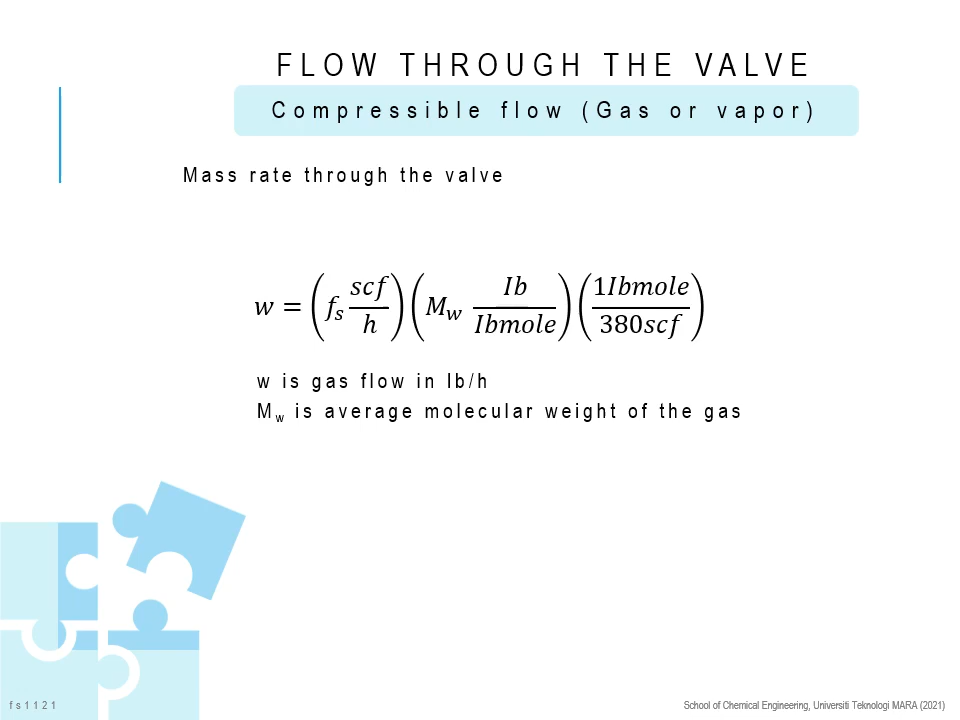 FLOW THROUGH THE VALVE
Compressible flow (Gas or vapor)
Mass rate through the valve
w = (f_s scf/h) (M_w Ib/Ibmole) (1Ibmole/380scf)
w is gas flow in Ib/h
M_w is average molecular weight of the gas
fs1121
School of Chemical Engineering, Universiti Teknologi MARA (2021)